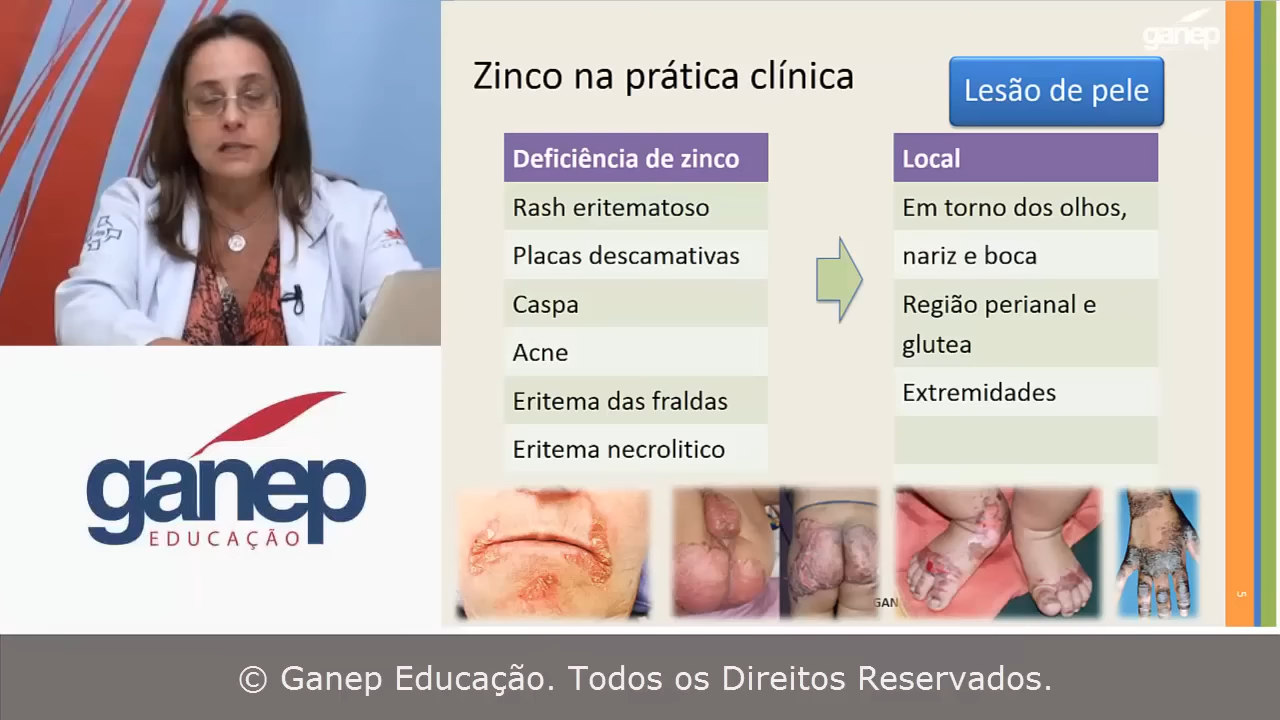 ganep
Zinco na prática clínica
Lesão de pele
Deficiência de zinco
Rash eritematoso
Placas descamativas
Caspa
Acne
Eritema das fraldas
Eritema necrolitico
Local
Em torno dos olhos,
nariz e boca
Região perianal e
glutea
Extremidades
ganep
EDUCAÇÃO
GAN
5
© Ganep Educação. Todos os Direitos Reservados.